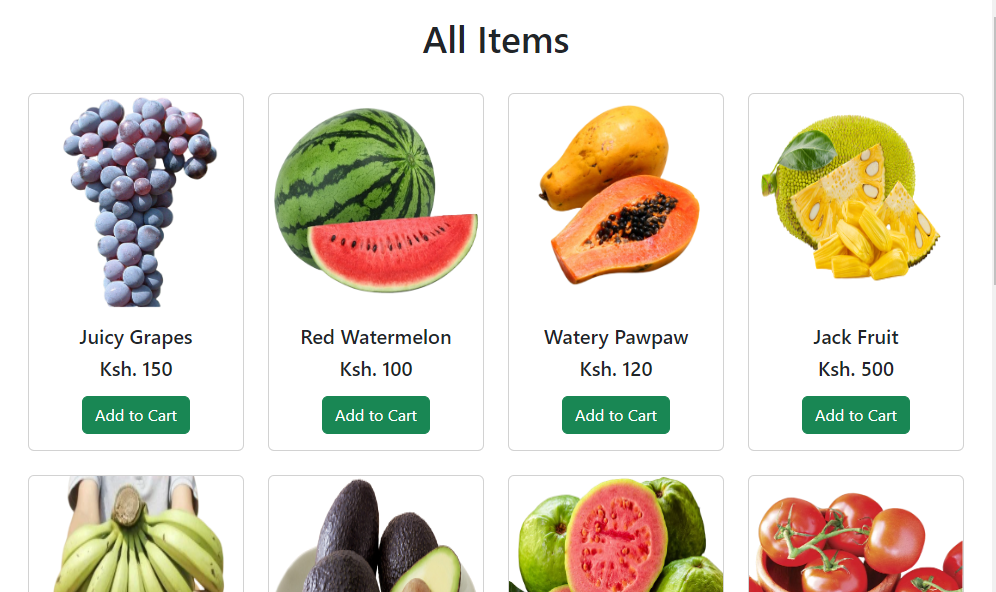 All Items
Juicy Grapes
Ksh. 150
Add to Cart
Red Watermelon
Ksh. 100
Add to Cart
Watery Pawpaw
Ksh. 120
Add to Cart
Jack Fruit
Ksh. 500
Add to Cart